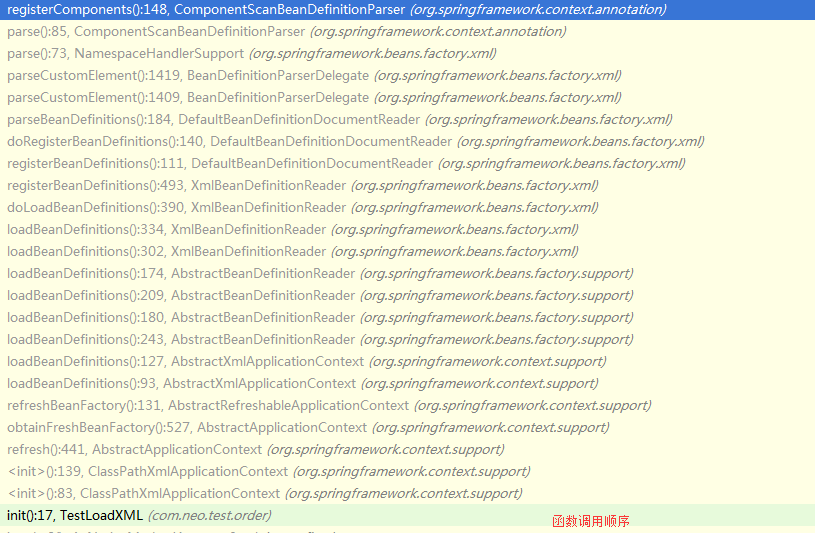 registerComponents():148, ComponentScanBeanDefinitionParser (org.springframework.context.annotation)
parse():85, ComponentScanBeanDefinitionParser (org.springframework.context.annotation)
parse():73, NamespaceHandlerSupport (org.springframework.beans.factory.xml)
parseCustomElement():1419, BeanDefinitionParserDelegate (org.springframework.beans.factory.xml)
parseCustomElement():1409, BeanDefinitionParserDelegate (org.springframework.beans.factory.xml)
parseBeanDefinitions():184, DefaultBeanDefinitionDocumentReader (org.springframework.beans.factory.xml)
doRegisterBeanDefinitions():140, DefaultBeanDefinitionDocumentReader (org.springframework.beans.factory.xml)
registerBeanDefinitions():111, DefaultBeanDefinitionDocumentReader (org.springframework.beans.factory.xml)
registerBeanDefinitions():493, XmlBeanDefinitionReader (org.springframework.beans.factory.xml)
doLoadBeanDefinitions():390, XmlBeanDefinitionReader (org.springframework.beans.factory.xml)
loadBeanDefinitions():334, XmlBeanDefinitionReader (org.springframework.beans.factory.xml)
loadBeanDefinitions():302, XmlBeanDefinitionReader (org.springframework.beans.factory.xml)
loadBeanDefinitions():174, AbstractBeanDefinitionReader (org.springframework.beans.factory.support)
loadBeanDefinitions():209, AbstractBeanDefinitionReader (org.springframework.beans.factory.support)
loadBeanDefinitions():180, AbstractBeanDefinitionReader (org.springframework.beans.factory.support)
loadBeanDefinitions():243, AbstractBeanDefinitionReader (org.springframework.beans.factory.support)
loadBeanDefinitions():127, AbstractXmlApplicationContext (org.springframework.context.support)
loadBeanDefinitions():93, AbstractXmlApplicationContext (org.springframework.context.support)
refreshBeanFactory():131, AbstractRefreshableApplicationContext (org.springframework.context.support)
obtainFreshBeanFactory():527, AbstractApplicationContext (org.springframework.context.support)
refresh():441, AbstractApplicationContext (org.springframework.context.support)
<init>():139, ClassPathXmlApplicationContext (org.springframework.context.support)
<init>():83, ClassPathXmlApplicationContext (org.springframework.context.support)
init():17, TestLoadXML (com.neo.test.order)
函数调用顺序